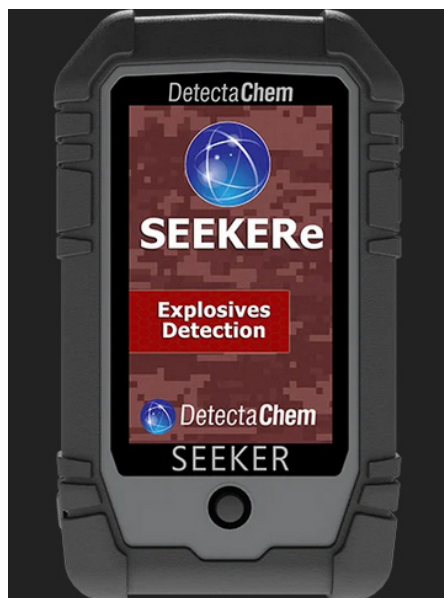 DetectaChem
SEEKERe
Explosives
Detection
DetectaChem
SEEKER